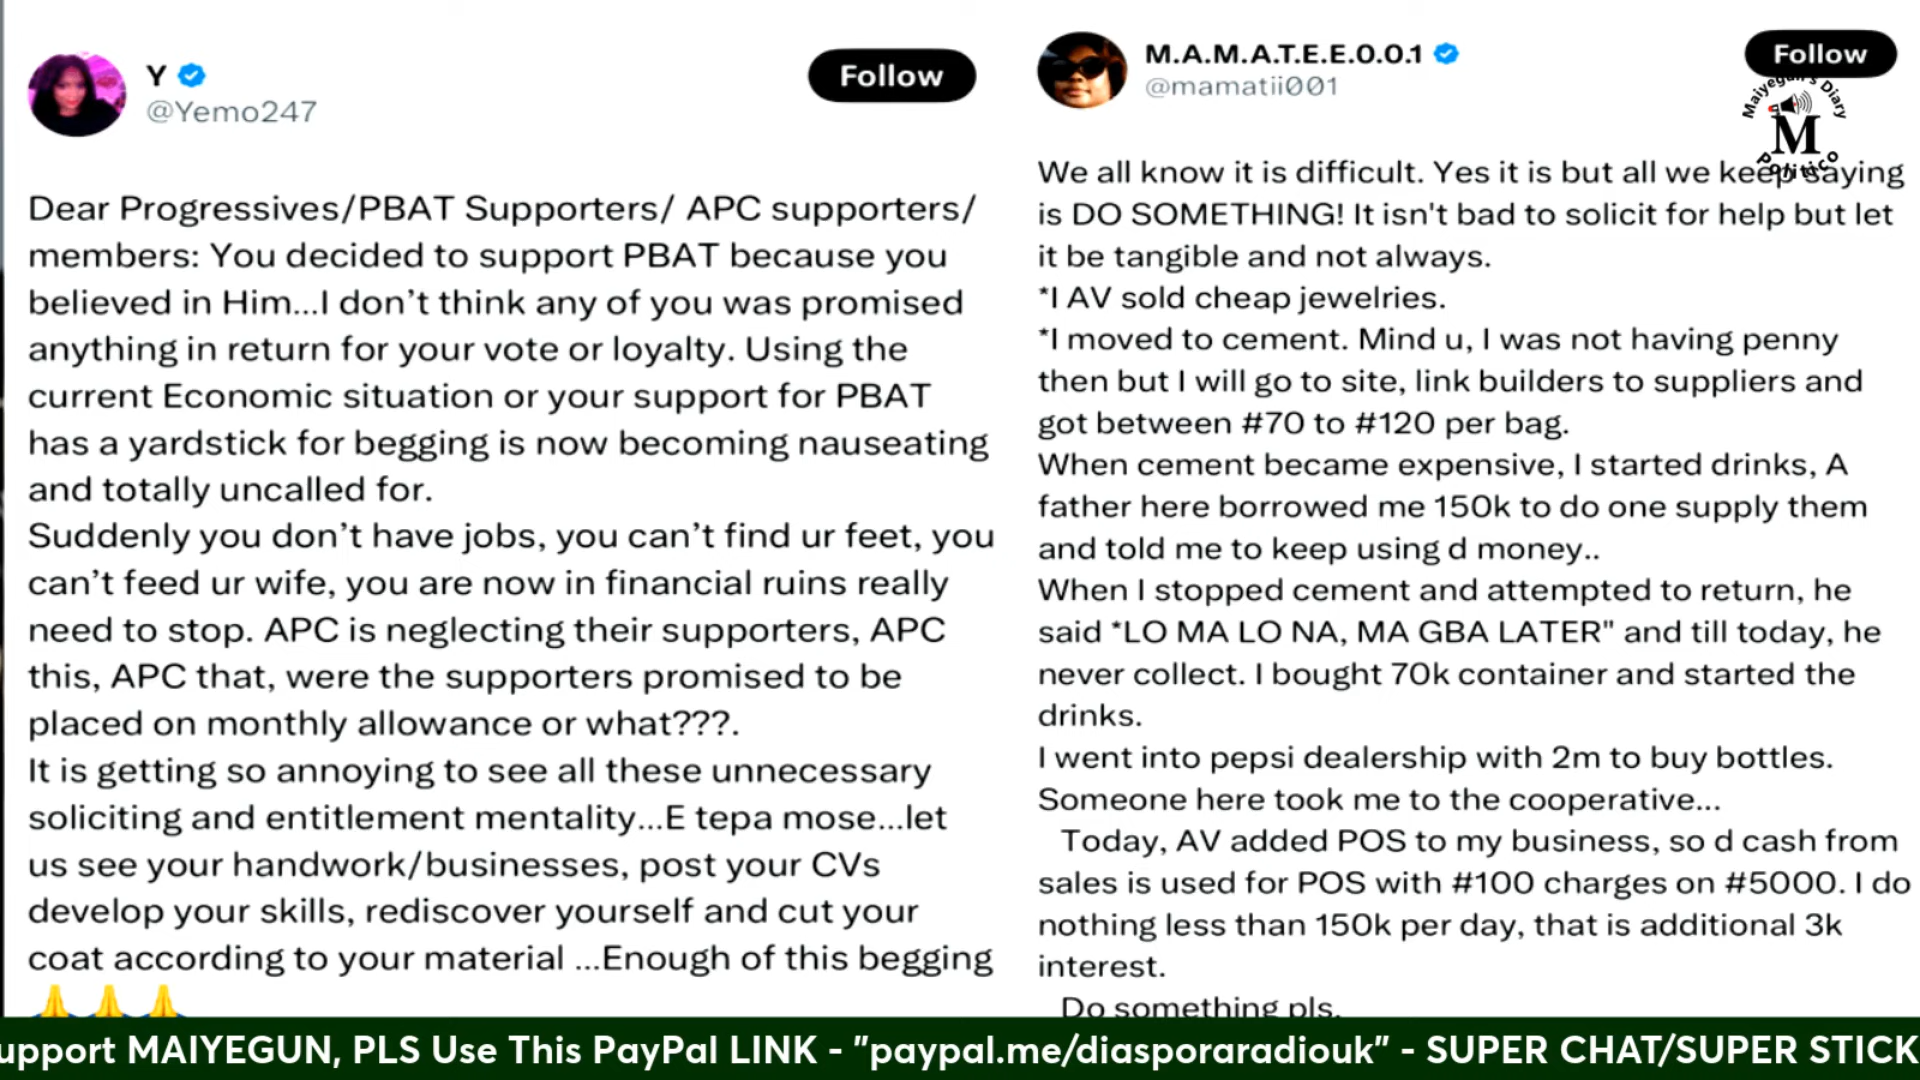 Y
@Yemo247
Follow
Dear Progressives/PBAT Supporters/ APC supporters/
members: You decided to support PBAT because you
believed in Him...I don’t think any of you was promised
anything in return for your vote or loyalty. Using the
current Economic situation or your support for PBAT
has a yardstick for begging is now becoming nauseating
and totally uncalled for.
Suddenly you don’t have jobs, you can’t find ur feet, you
can’t feed ur wife, you are now in financial ruins really
need to stop. APC is neglecting their supporters, APC
this, APC that, were the supporters promised to be
placed on monthly allowance or what???.
It is getting so annoying to see all these unnecessary
soliciting and entitlement mentality...E tepa mose...let
us see your handwork/businesses, post your CVs
develop your skills, rediscover yourself and cut your
coat according to your material ...Enough of this begging
🙏🙏🙏
M.A.M.A.T.E.E.0.0.1
@mamatii001
Follow
Maiyegun's Diary
M
Politico
We all know it is difficult. Yes it is but all we keep saying
is DO SOMETHING! It isn't bad to solicit for help but let
it be tangible and not always.
*I AV sold cheap jewelries.
*I moved to cement. Mind u, I was not having penny
then but I will go to site, link builders to suppliers and
got between #70 to #120 per bag.
When cement became expensive, I started drinks, A
father here borrowed me 150k to do one supply them
and told me to keep using d money..
When I stopped cement and attempted to return, he
said *LO MA LO NA, MA GBA LATER" and till today, he
never collect. I bought 70k container and started the
drinks.
I went into pepsi dealership with 2m to buy bottles.
Someone here took me to the cooperative...
Today, AV added POS to my business, so d cash from
sales is used for POS with #100 charges on #5000. I do
nothing less than 150k per day, that is additional 3k
interest.
Do something pls.
upport MAIYEGUN, PLS Use This PayPal LINK - "paypal.me/diasporaradiouk" - SUPER CHAT/SUPER STICK